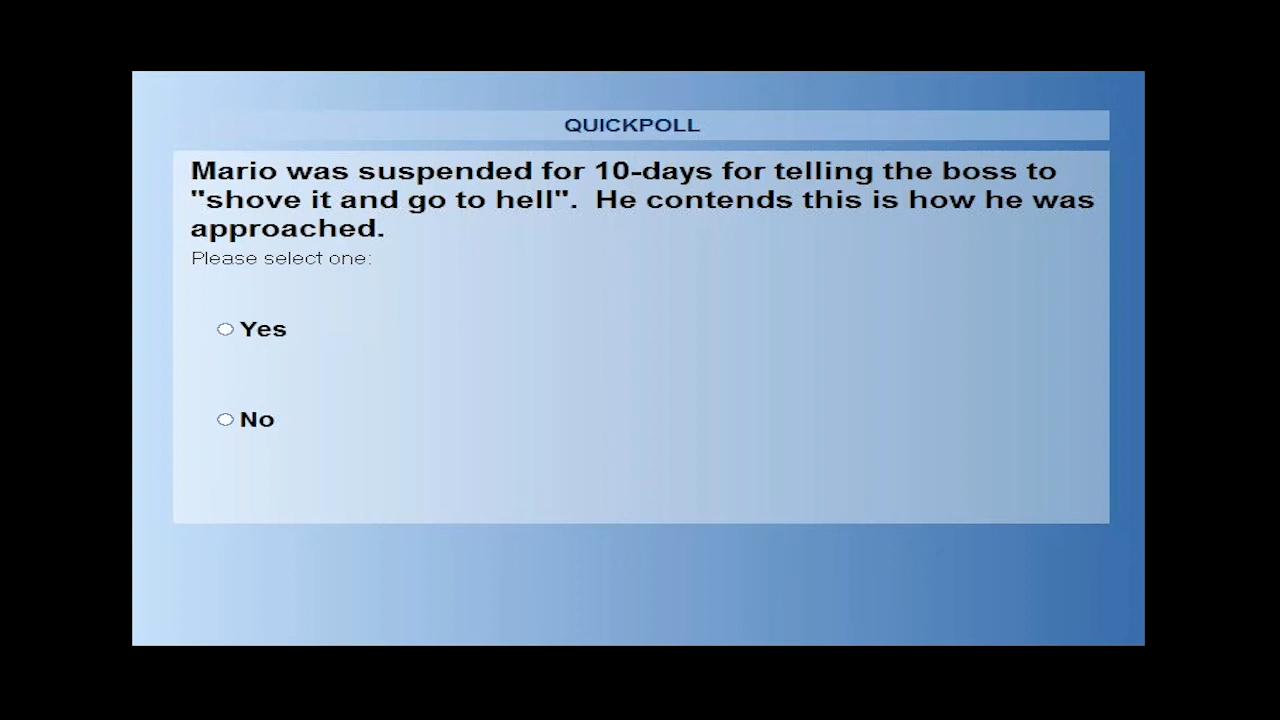 QUICKPOLL
Mario was suspended for 10-days for telling the boss to
"shove it and go to hell".  He contends this is how he was
approached.
Please select one:
Yes
No